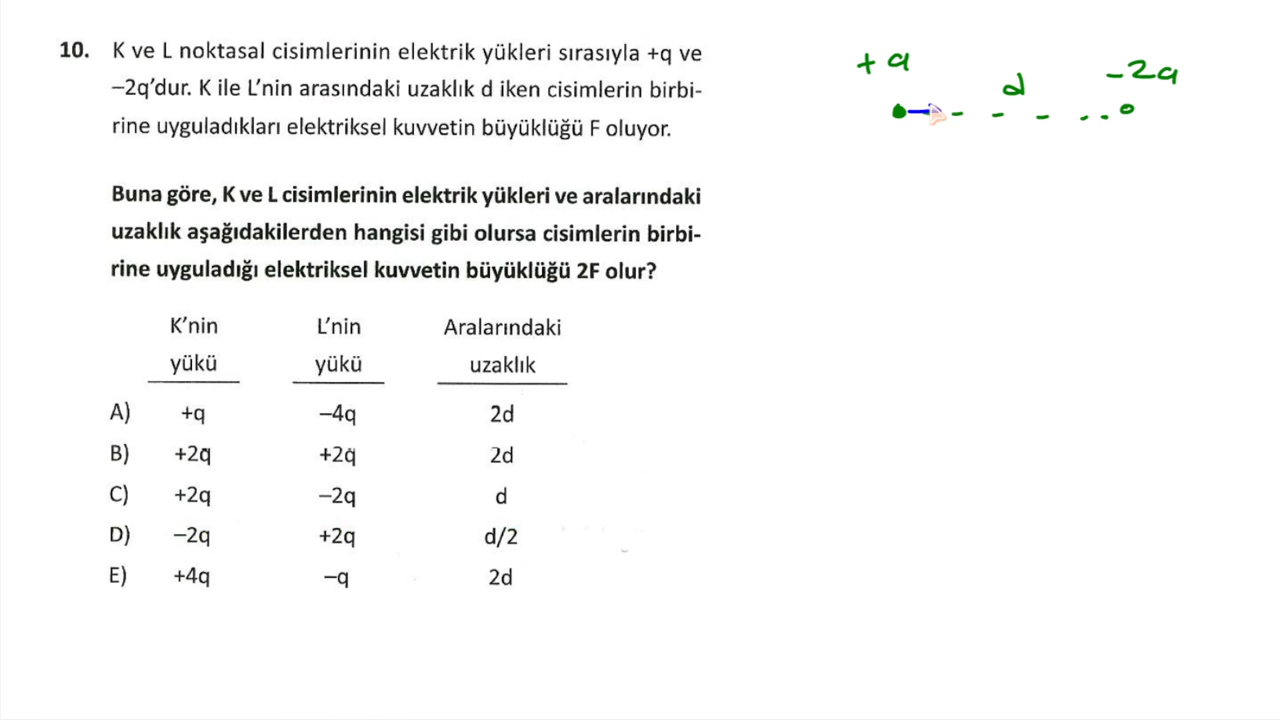 10. K ve L noktasal cisimlerinin elektrik yükleri sırasıyla +q ve
–2q’dur. K ile L’nin arasındaki uzaklık d iken cisimlerin birbi-
rine uyguladıkları elektriksel kuvvetin büyüklüğü F oluyor.
Buna göre, K ve L cisimlerinin elektrik yükleri ve aralarındaki
uzaklık aşağıdakilerden hangisi gibi olursa cisimlerin birbi-
rine uyguladığı elektriksel kuvvetin büyüklüğü 2F olur?
K’nin L’nin Aralarındaki
yükü yükü uzaklık
A) +q –4q 2d
B) +2q +2q 2d
C) +2q –2q d
D) –2q +2q d/2
E) +4q –q 2d
+q d -2q